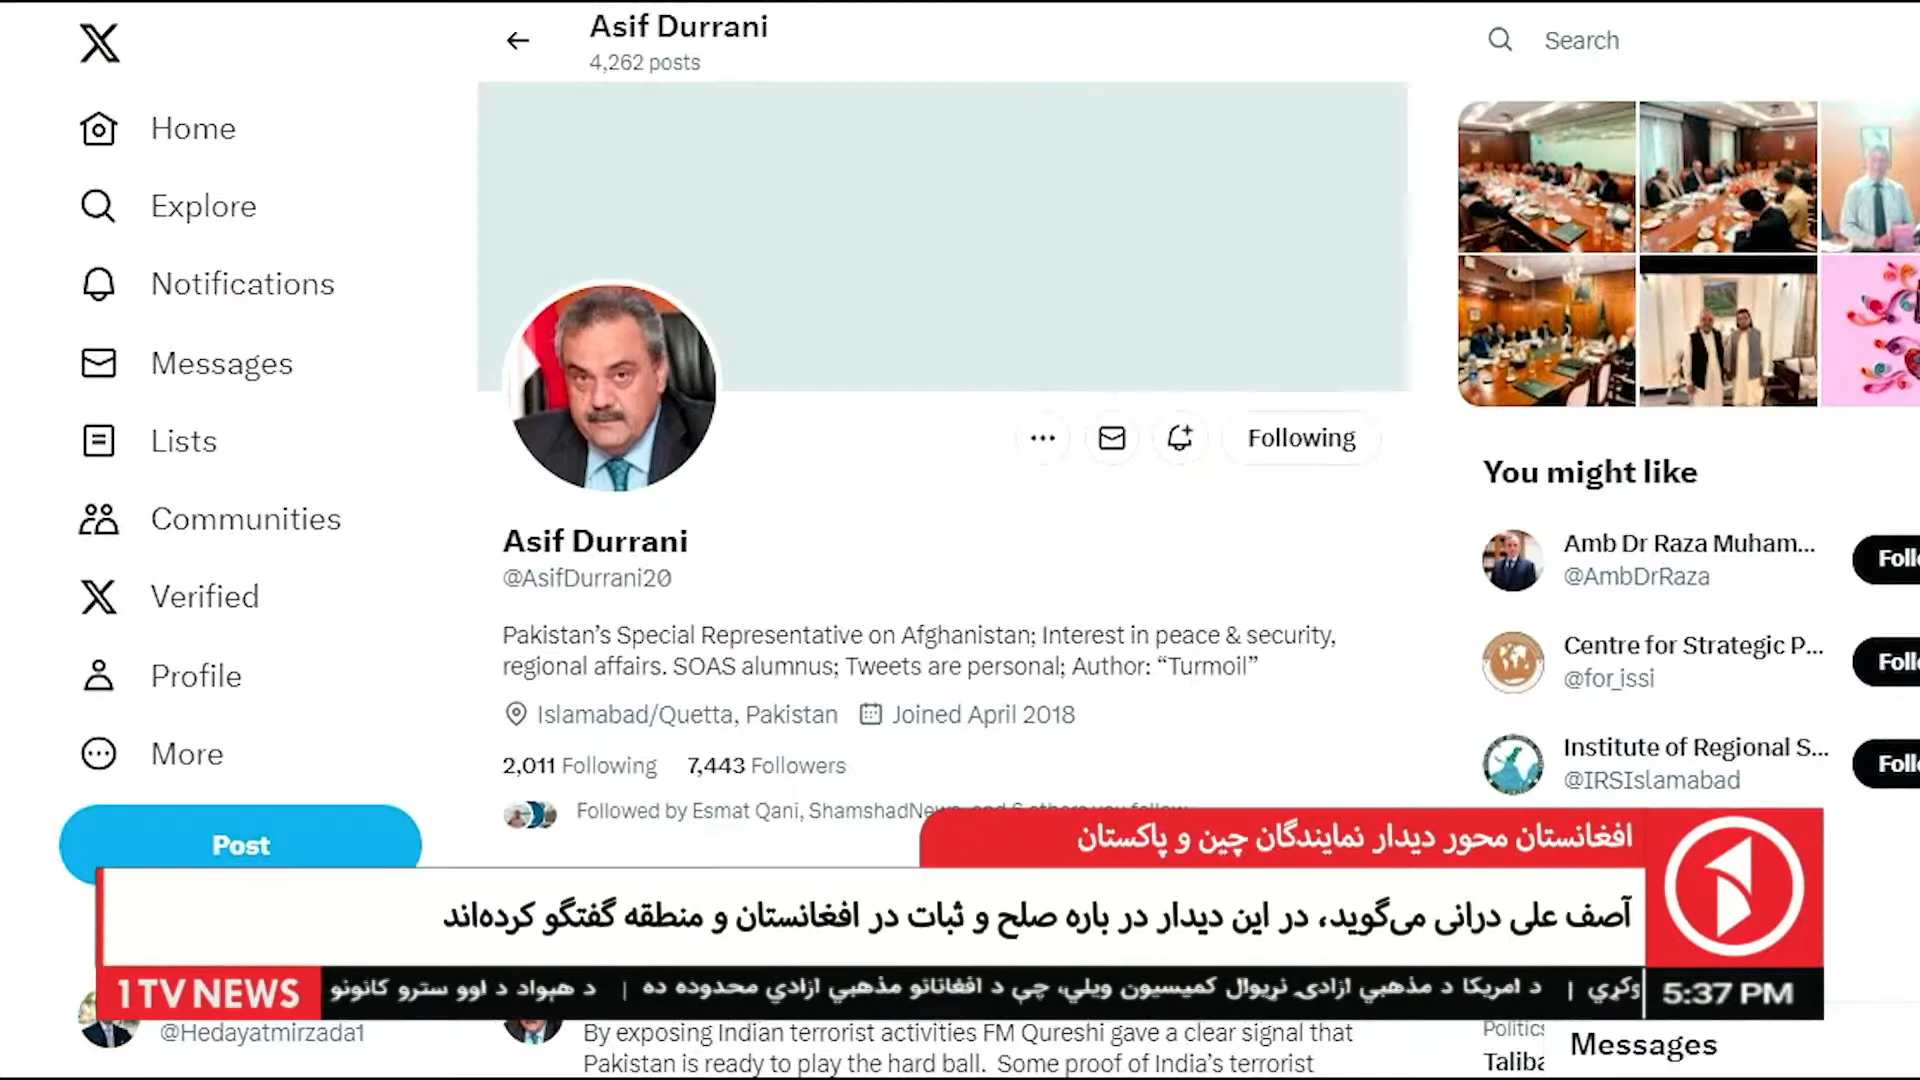 Asif Durrani
4,262 posts
Search
Home
Explore
Notifications
Messages
Lists
Communities
Verified
Profile
More
Post
Following
Asif Durrani
@AsifDurrani20
Pakistan's Special Representative on Afghanistan; Interest in peace & security,
regional affairs. SOAS alumnus; Tweets are personal; Author: “Turmoil”
Islamabad/Quetta, Pakistan Joined April 2018
2,011 Following 7,443 Followers
Followed by Esmat Qani, ShamshadNews, and 6 others you follow
You might like
Amb Dr Raza Muham...
@AmbDrRaza
Centre for Strategic P...
@for_issi
Institute of Regional S...
@IRSIslamabad
افغانستان محور دیدار نمایندگان چین و پاکستان
آصف علی درانی می‌گوید، در این دیدار در باره صلح و ثبات در افغانستان و منطقه گفتگو کرده‌اند
1TV NEWS
وکړي | د امریکا د مذهبي ازادۍ نړیوال کمیسیون ویلي، چې د افغانانو مذهبي ازادي محدوده ده | د هېواد د اوو سترو کانونو
5:37 PM
@Hedayatmirzada1
By exposing Indian terrorist activities FM Qureshi gave a clear signal that
Pakistan is ready to play the hard ball. Some proof of India's terrorist
Politics
Messages